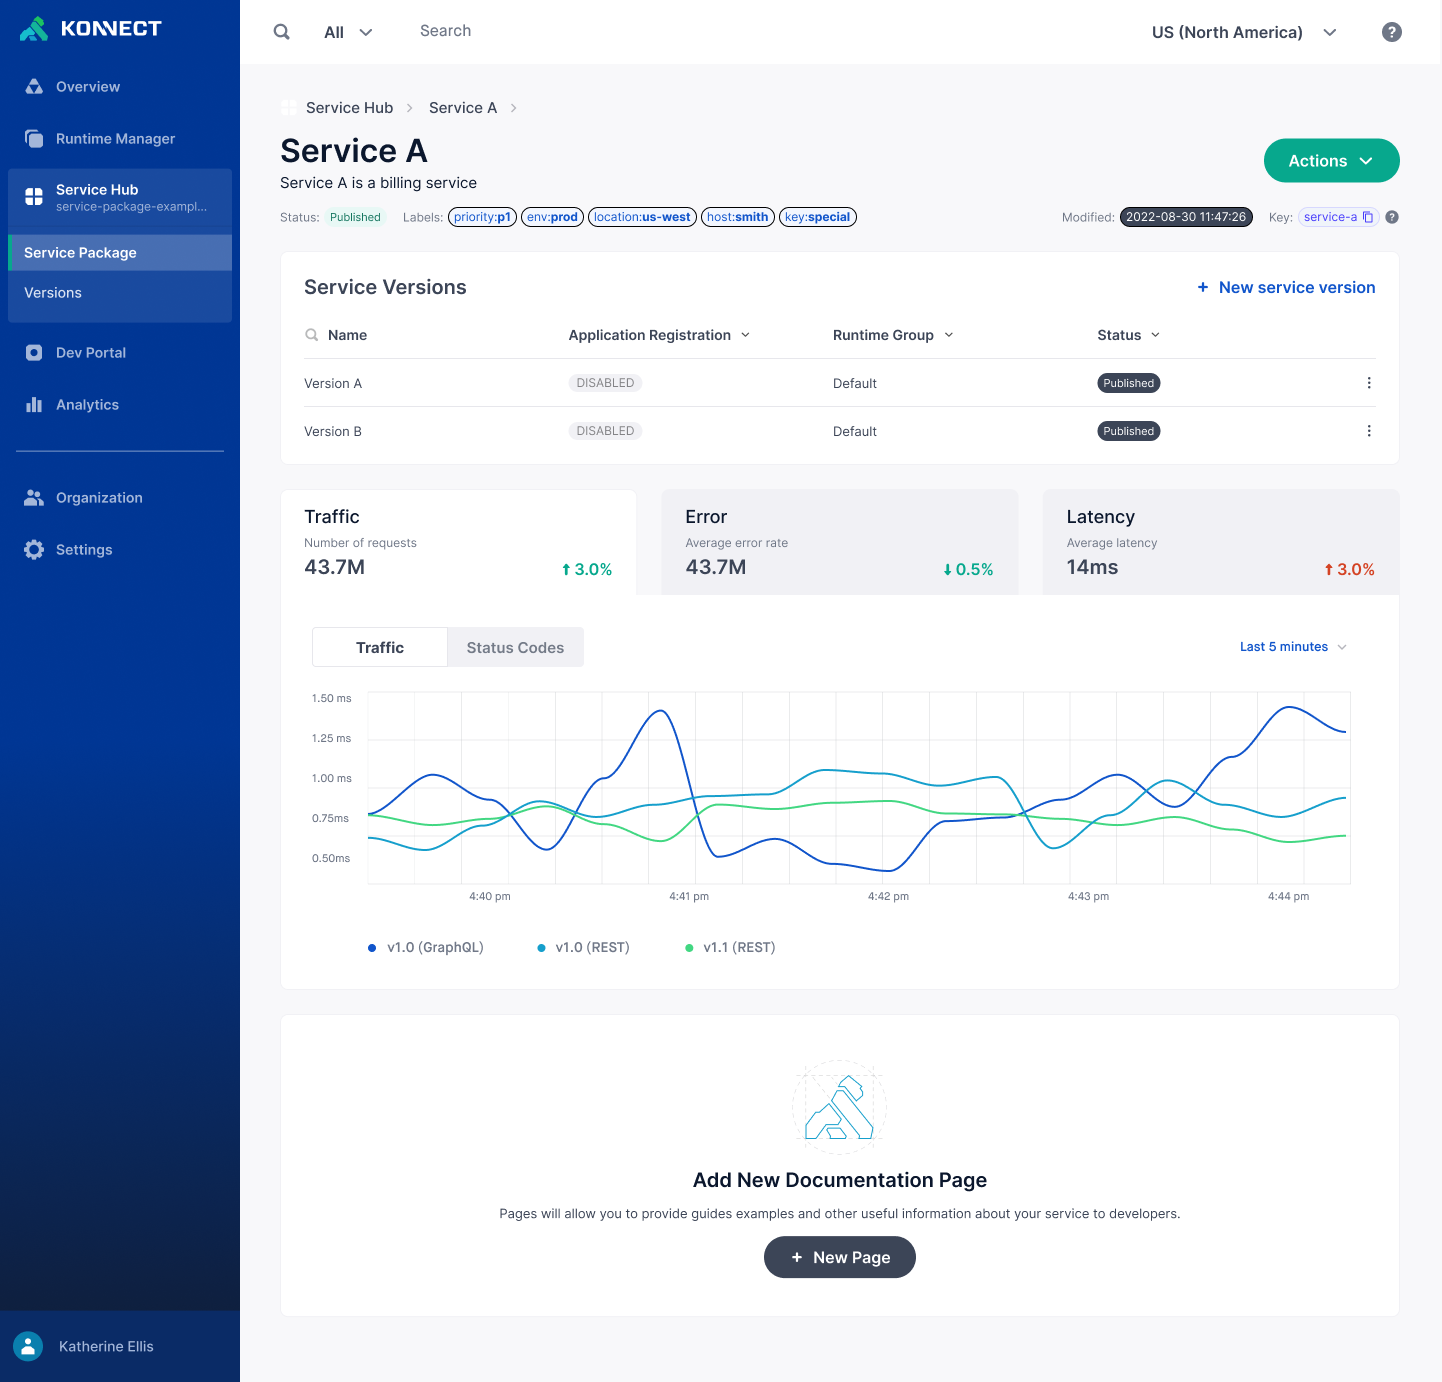 KONNECT
All
Search
US (North America)
?
Overview
Runtime Manager
Service Hub
service-package-exampl...
Service Package
Versions
Dev Portal
Analytics
Organization
Settings
Katherine Ellis
Service Hub > Service A >
Service A
Service A is a billing service
Actions
Status: Published Labels: priority:p1 env:prod location:us-west host:smith key:special Modified: 2022-08-30 11:47:26 Key: service-a ?
Service Versions
+ New service version
Name Application Registration Runtime Group Status
Version A DISABLED Default Published
Version B DISABLED Default Published
Traffic
Number of requests
43.7M 3.0%
Error
Average error rate
43.7M 0.5%
Latency
Average latency
14ms 3.0%
Traffic Status Codes
Last 5 minutes
1.50 ms
1.25 ms
1.00 ms
0.75ms
0.50ms
4:40 pm 4:41 pm 4:42 pm 4:43 pm 4:44 pm
v1.0 (GraphQL) v1.0 (REST) v1.1 (REST)
Add New Documentation Page
Pages will allow you to provide guides examples and other useful information about your service to developers.
+ New Page